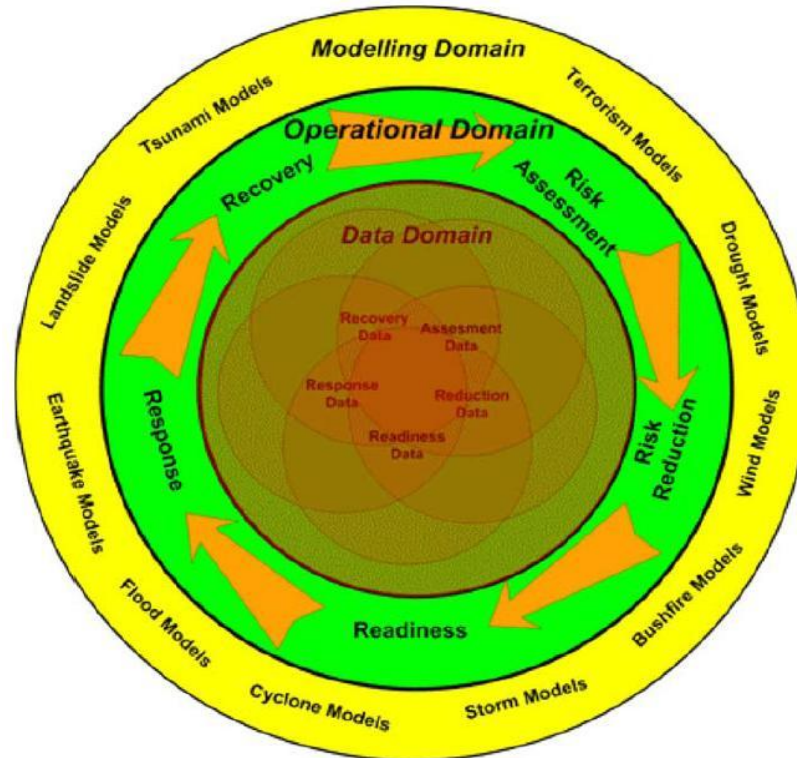 Modelling Domain
Terrorism Models
Drought Models
Wind Models
Bushfire Models
Storm Models
Cyclone Models
Flood Models
Earthquake Models
Landslide Models
Tsunami Models
Operational Domain
Risk
Assessment
Risk
Reduction
Readiness
Response
Recovery
Data Domain
Recovery
Data
Assesment
Data
Response
Data
Reduction
Data
Readiness
Data